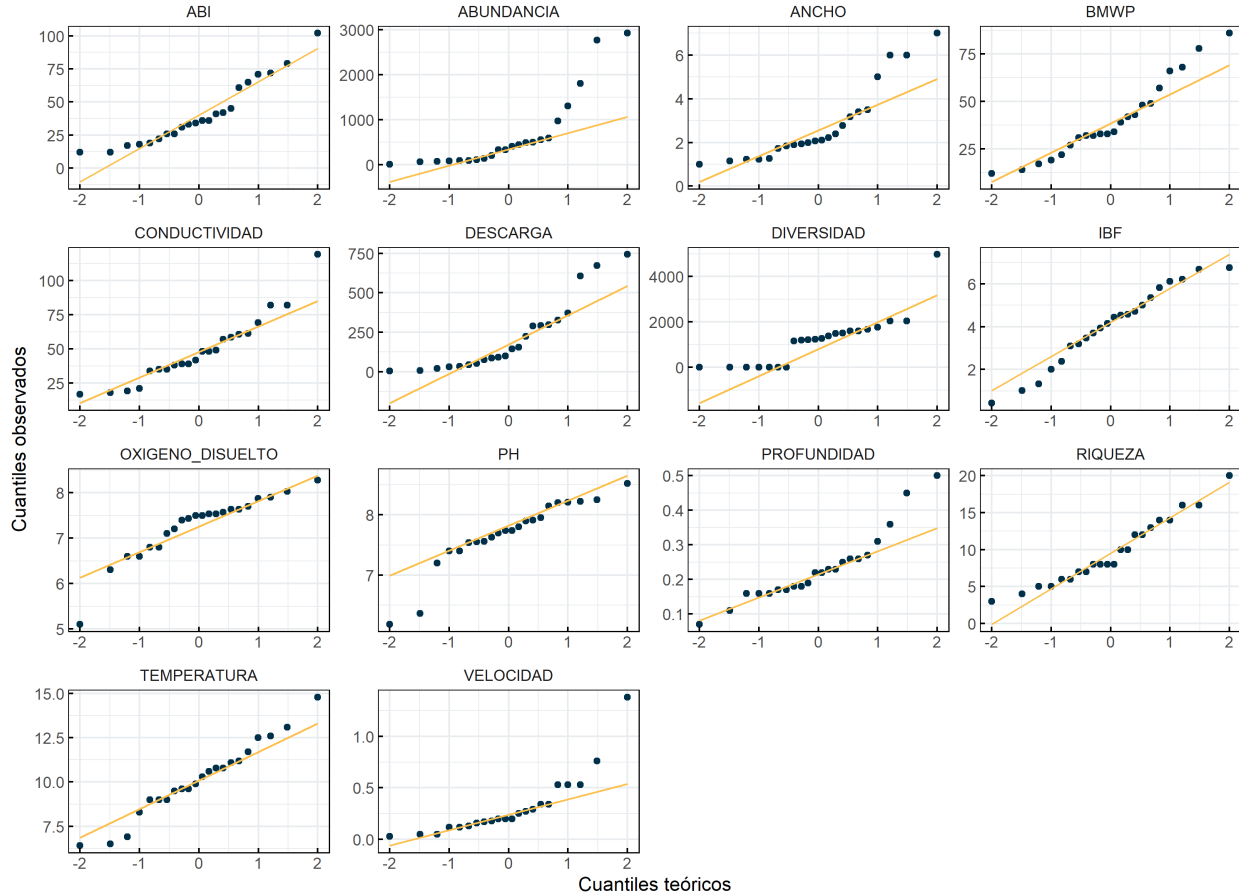 ABI ABUNDANCIA ANCHO BMWP
100 75 50 25 0
3000 2000 1000 0
6 4 2 0
75 50 25
-2 -1 0 1 2 -2 -1 0 1 2 -2 -1 0 1 2 -2 -1 0 1 2
CONDUCTIVIDAD DESCARGA DIVERSIDAD IBF
100 75 50 25
750 500 250 0
4000 2000 0
6 4 2
-2 -1 0 1 2 -2 -1 0 1 2 -2 -1 0 1 2 -2 -1 0 1 2
Cuantiles observados
OXIGENO_DISUELTO PH PROFUNDIDAD RIQUEZA
8 7 6 5
8 7
0.5 0.4 0.3 0.2 0.1
20 15 10 5 0
-2 -1 0 1 2 -2 -1 0 1 2 -2 -1 0 1 2 -2 -1 0 1 2
TEMPERATURA VELOCIDAD
15.0 12.5 10.0 7.5
1.0 0.5 0.0
-2 -1 0 1 2 -2 -1 0 1 2
Cuantiles teóricos